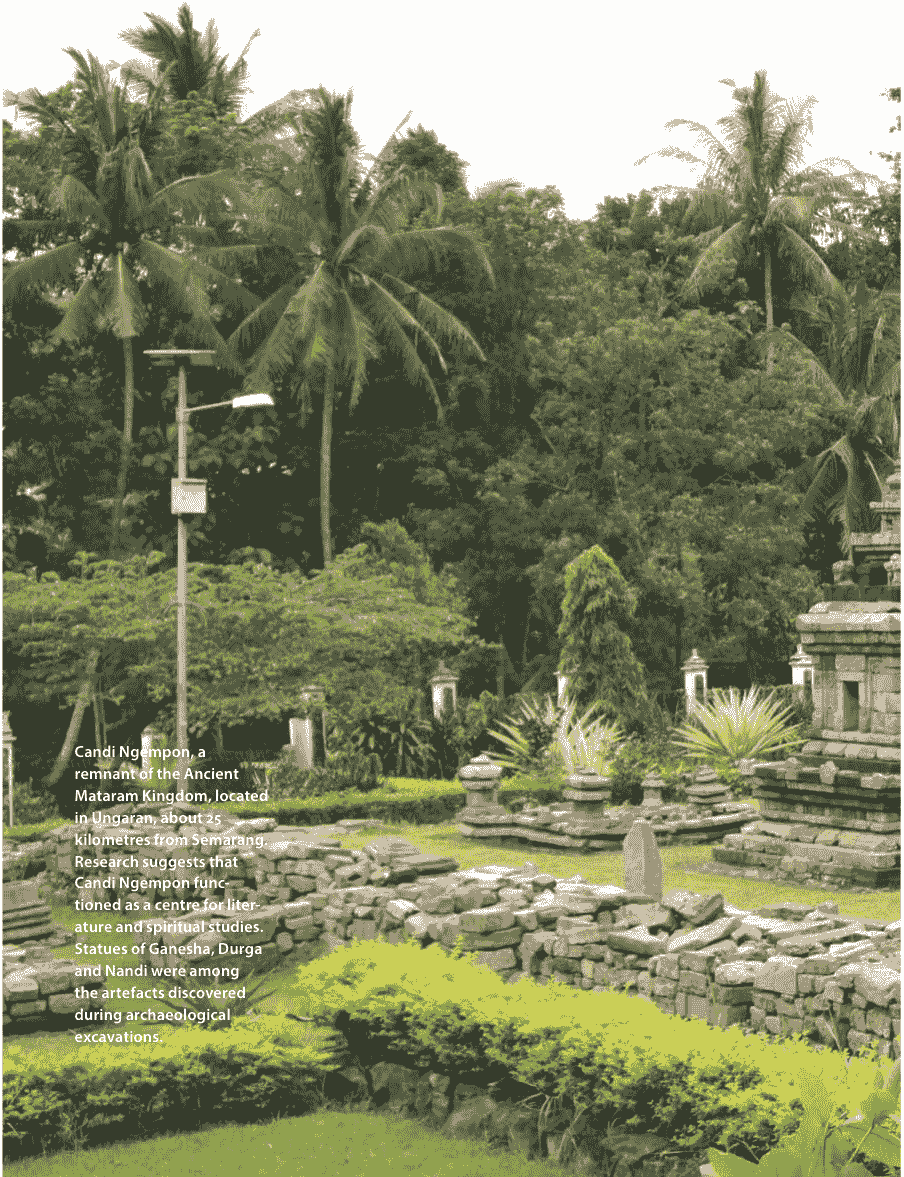 Candi Ngempon, a
remnant of the Ancient
Mataram Kingdom, located
in Ungaran, about 25
kilometres from Semarang.
Research suggests that
Candi Ngempon func-
tioned as a centre for liter-
ature and spiritual studies.
Statues of Ganesha, Durga
and Nandi were among
the artefacts discovered
during archaeological
excavations.